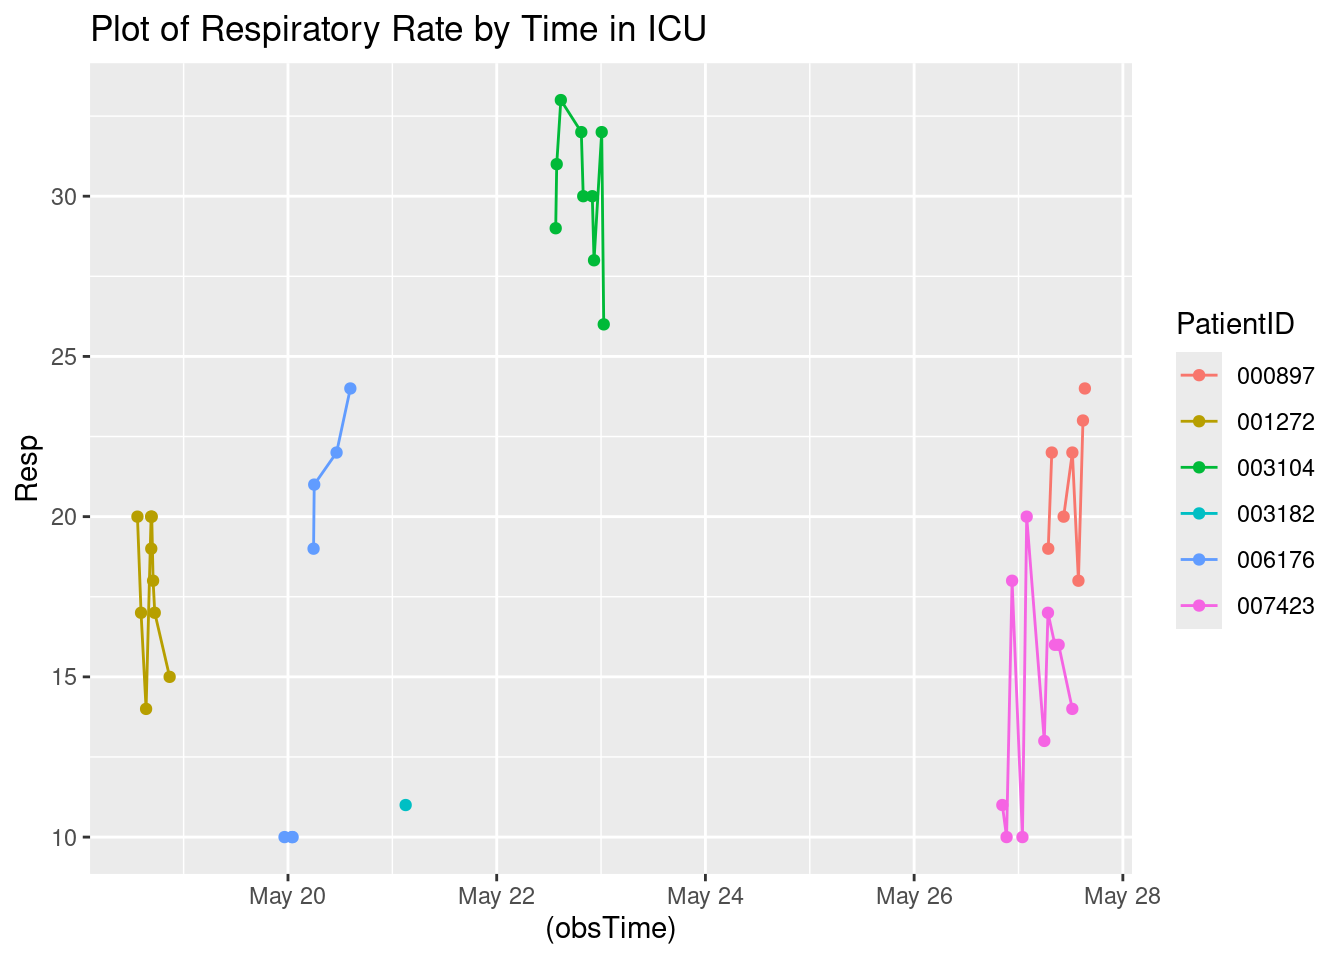 Plot of Respiratory Rate by Time in ICU
30
25
20
15
10
Resp
May 20
May 22
May 24
May 26
May 28
(obsTime)
PatientID
000897
001272
003104
003182
006176
007423